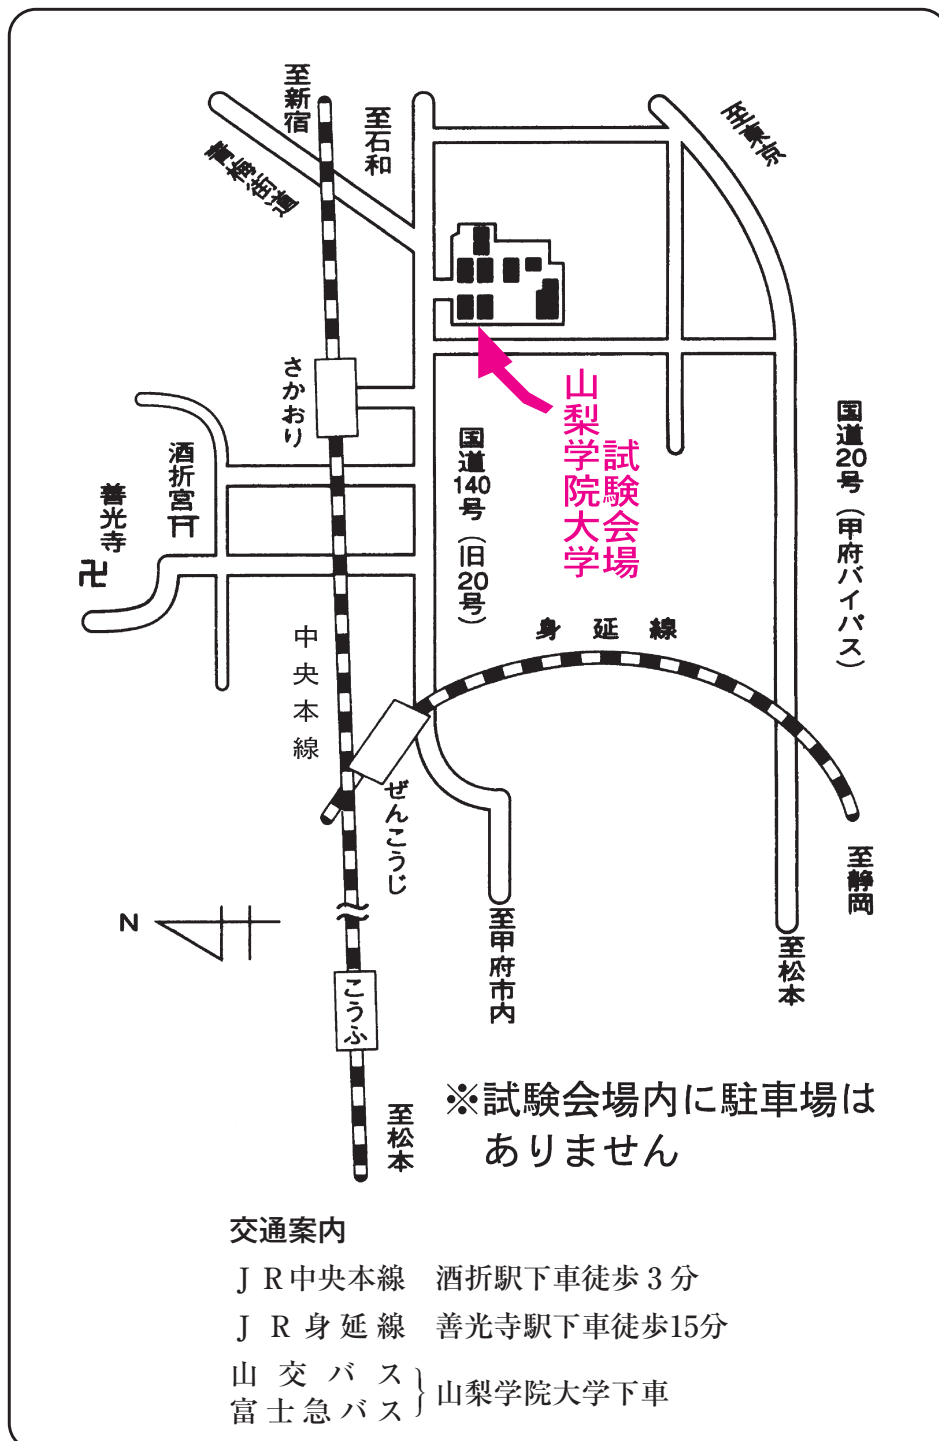 至新宿
至石和
至東京
青梅街道
さかおり
山梨学院大学
試験会場
国道140号（旧20号）
国道20号（甲府バイパス）
酒折宮
善光寺
卍
身延線
中央本線
ぜんこうじ
至静岡
N
至甲府市内
至松本
こうふ
至松本
※試験会場内に駐車場は
ありません
交通案内
ＪＲ中央本線　酒折駅下車徒歩３分
ＪＲ身延線　善光寺駅下車徒歩15分
山交バス
富士急バス
山梨学院大学下車